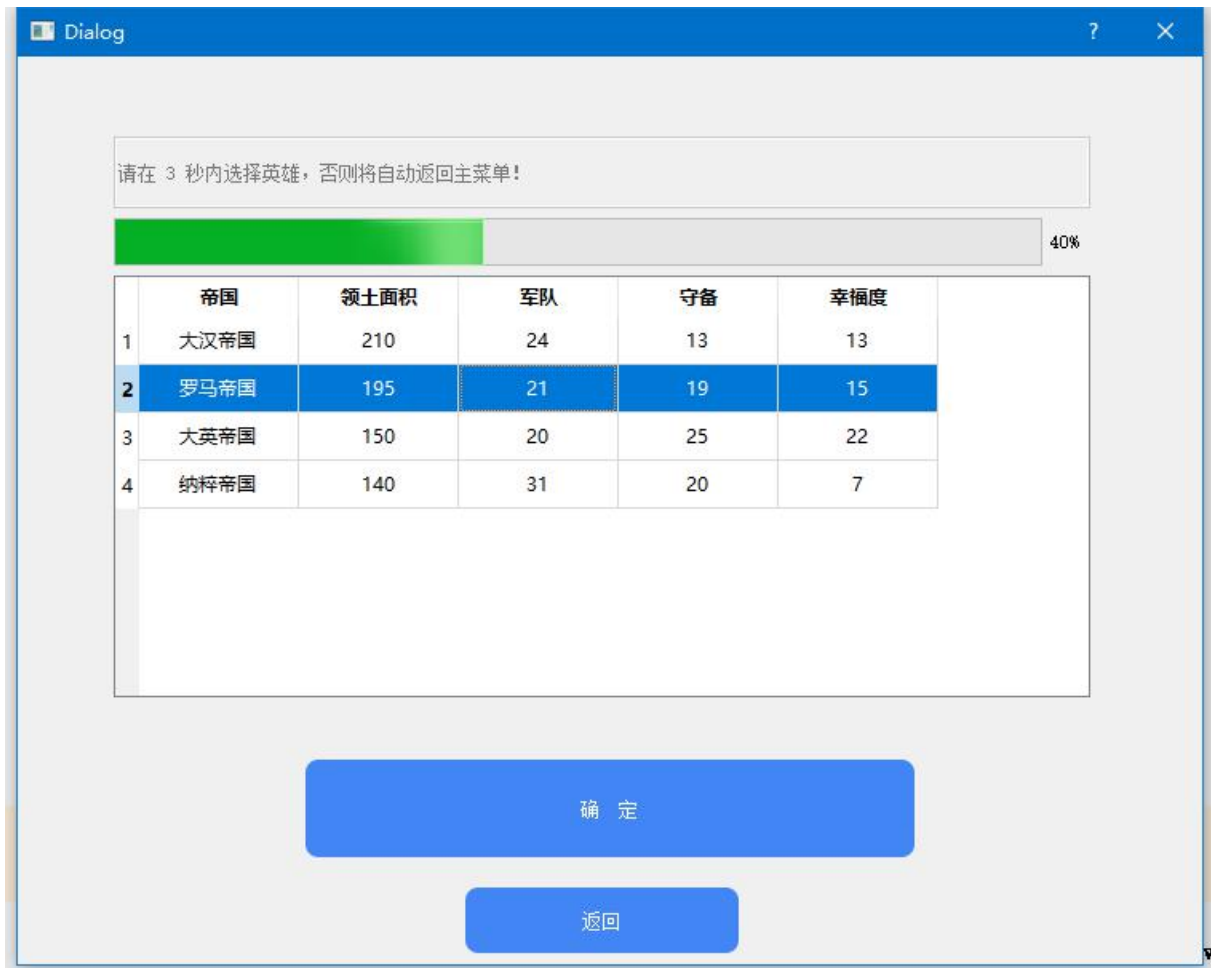 Dialog ?
请在 3 秒内选择英雄，否则将自动返回主菜单!
40%
帝国 领土面积 军队 守备 幸福度
1 大汉帝国 210 24 13 13
2 罗马帝国 195 21 19 15
3 大英帝国 150 20 25 22
4 纳粹帝国 140 31 20 7
确 定
返回